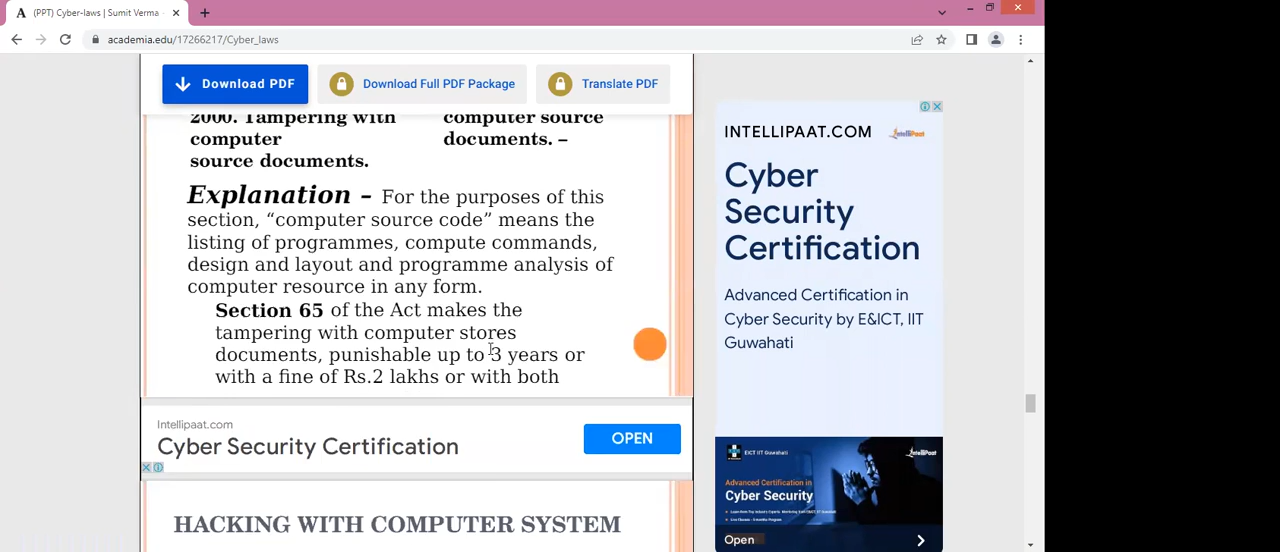 (PPT) Cyber-laws | Sumit Verma
academia.edu/17266217/Cyber_laws
Download PDF
Download Full PDF Package
Translate PDF
2000. Tampering with
computer
source documents.
computer source
documents. –
Explanation – For the purposes of this
section, “computer source code” means the
listing of programmes, compute commands,
design and layout and programme analysis of
computer resource in any form.
Section 65 of the Act makes the
tampering with computer stores
documents, punishable up to 3 years or
with a fine of Rs.2 lakhs or with both
Intellipaat.com
Cyber Security Certification
OPEN
HACKING WITH COMPUTER SYSTEM
INTELLIPAAT.COM
IntelliPaat
Cyber
Security
Certification
Advanced Certification in
Cyber Security by E&ICT, IIT
Guwahati
EICT IIT Guwahati
IntelliPaat
Advanced Certification in
Cyber Security
Open